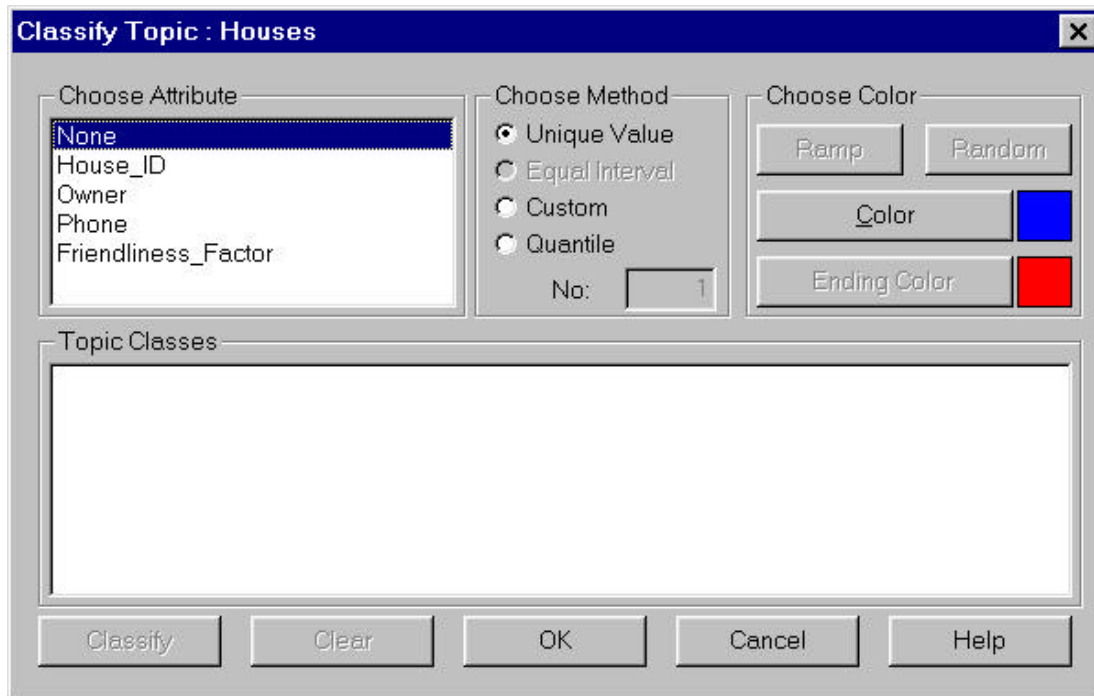 Classify Topic : Houses
Choose Attribute
None
House_ID
Owner
Phone
Friendliness_Factor
Choose Method
Unique Value
Equal Interval
Custom
Quantile
No: 1
Choose Color
Ramp Random
Color
Ending Color
Topic Classes
Classify Clear OK Cancel Help